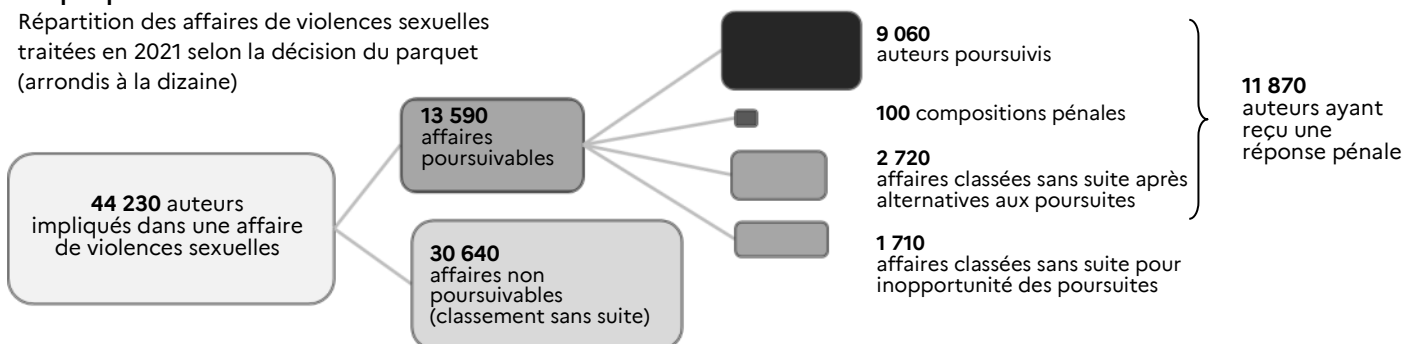 Répartition des affaires de violences sexuelles
traitées en 2021 selon la décision du parquet
(arrondis à la dizaine)
44 230 auteurs
impliqués dans une affaire
de violences sexuelles
13 590
affaires
poursuivables
30 640
affaires non
poursuivables
(classement sans suite)
9 060
auteurs poursuivis
100 compositions pénales
2 720
affaires classées sans suite après
alternatives aux poursuites
1 710
affaires classées sans suite pour
inopportunité des poursuites
11 870
auteurs ayant
reçu une
réponse pénale